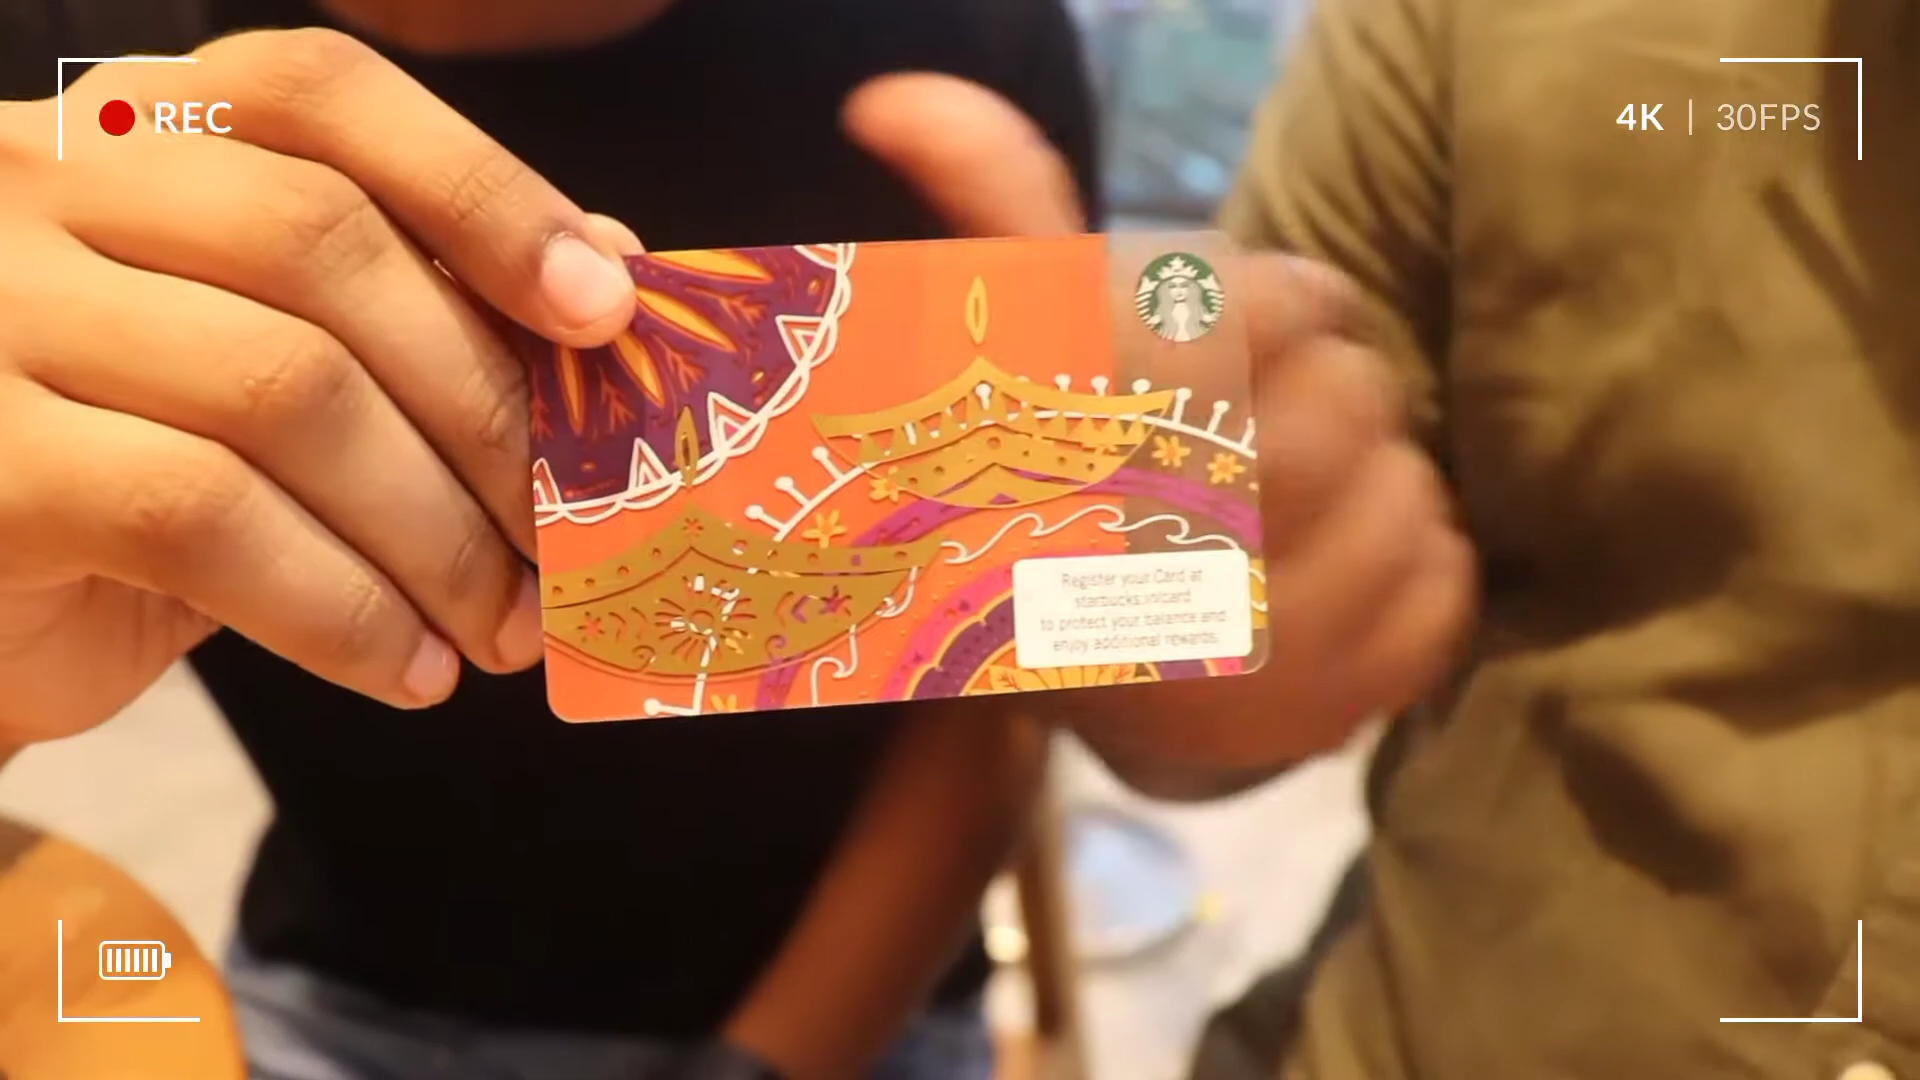 REC
4K | 30FPS
Register your Card at
starbucks.in/card
to protect your balance and
enjoy additional rewards.